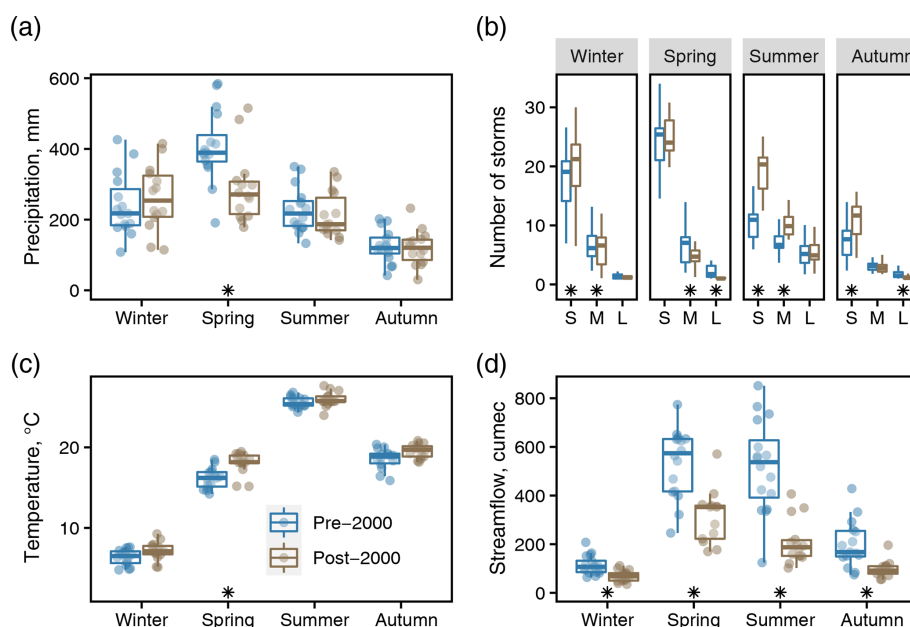 (a)
Precipitation, mm
600
400
200
0
*
Winter Spring Summer Autumn
(b)
Winter Spring Summer Autumn
Number of storms
30
20
10
0
* * * * * * * *
S M L S M L S M L S M L
(c)
Temperature, °C
20
10
Pre−2000
Post−2000
*
Winter Spring Summer Autumn
(d)
Streamflow, cumec
800
600
400
200
0
* * * *
Winter Spring Summer Autumn